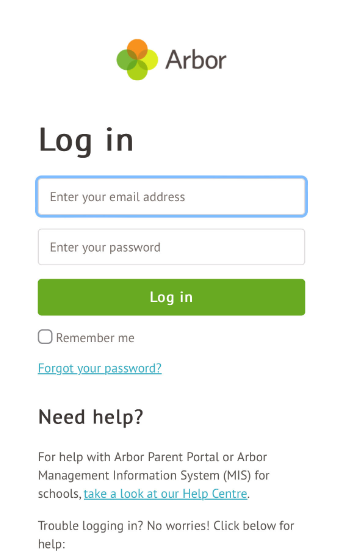 Arbor
Log in
Enter your email address
Enter your password
Log in
Remember me
Forgot your password?
Need help?
For help with Arbor Parent Portal or Arbor
Management Information System (MIS) for
schools, take a look at our Help Centre.
Trouble logging in? No worries! Click below for
help: